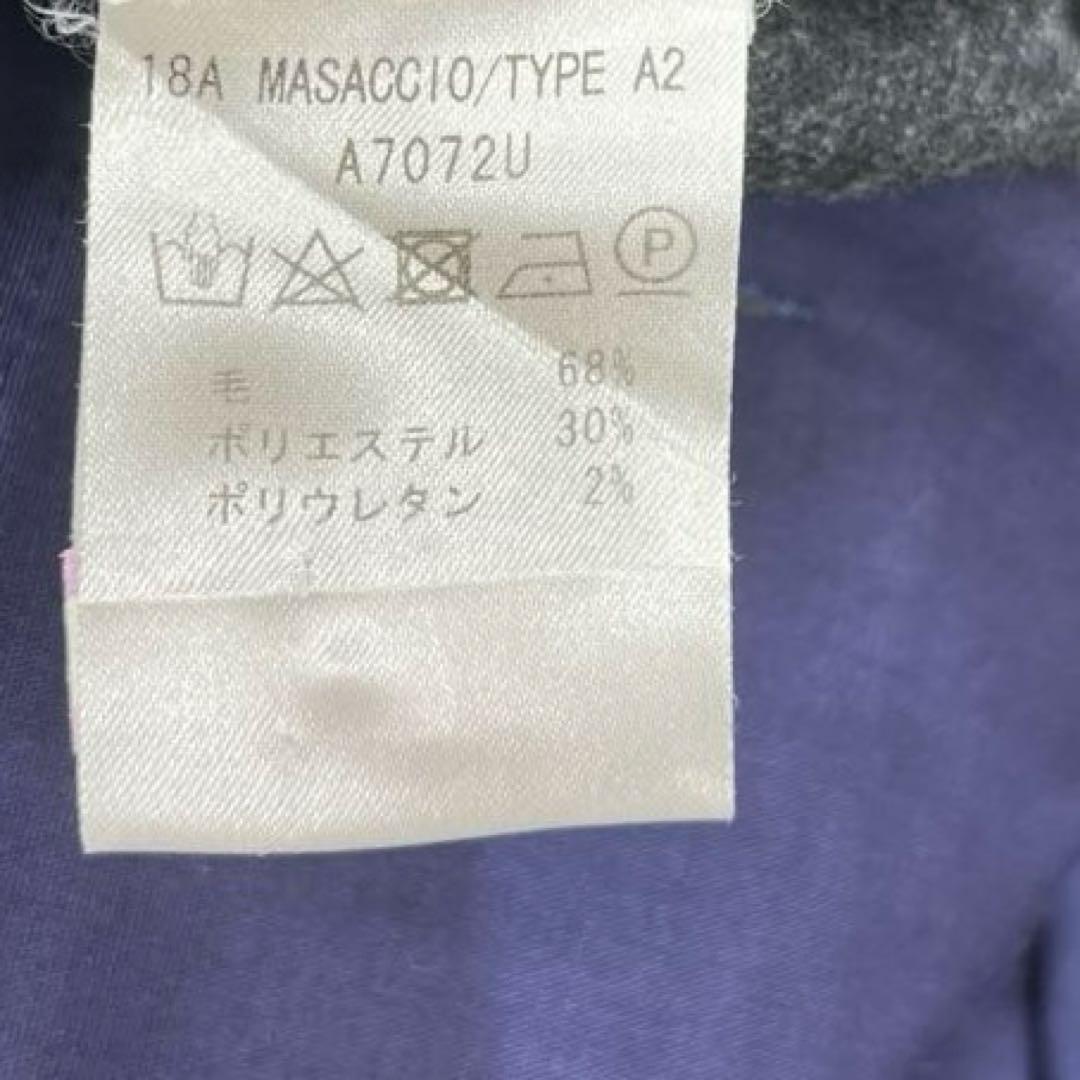 18A MASACCIO/TYPE A2
A7072U
P
毛 68%
ポリエステル 30%
ポリウレタン 2%